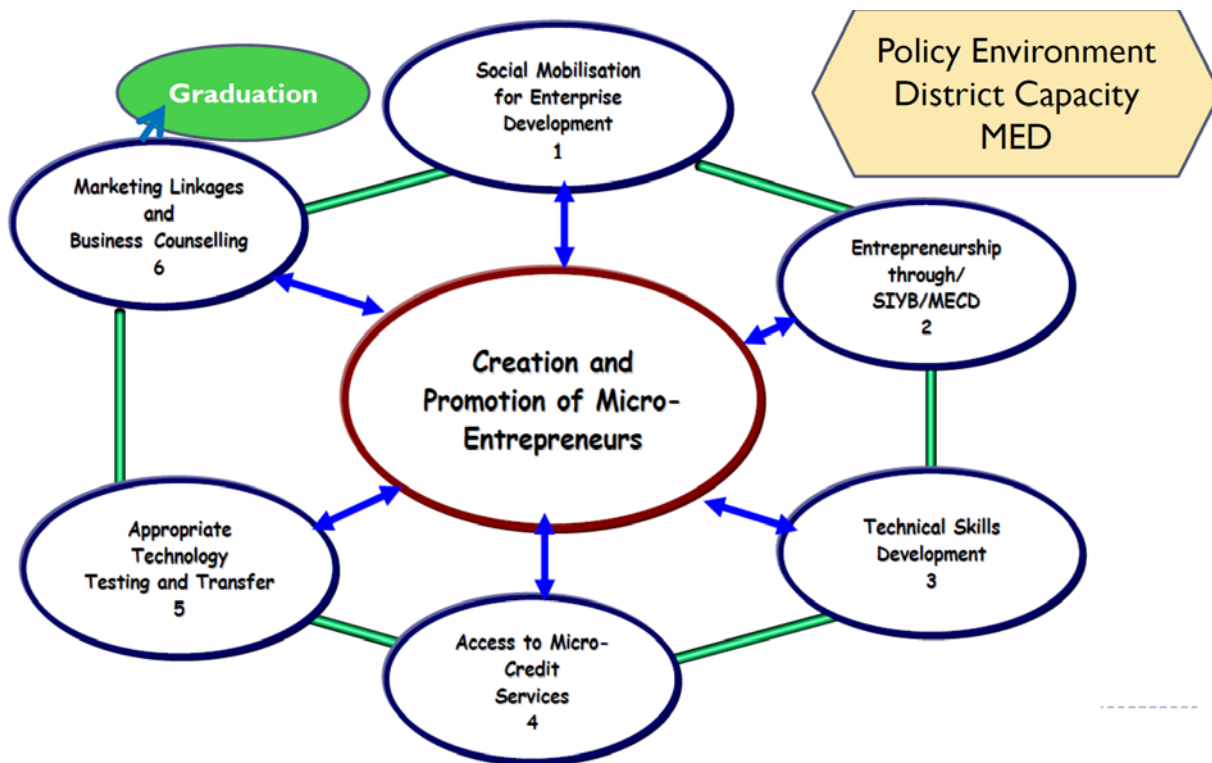 Policy Environment
District Capacity
MED
Graduation
Social Mobilisation
for Enterprise
Development
1
Entrepreneurship
through/
SIYB/MECD
2
Technical Skills
Development
3
Access to Micro-
Credit
Services
4
Appropriate
Technology
Testing and Transfer
5
Marketing Linkages
and
Business Counselling
6
Creation and
Promotion of Micro-
Entrepreneurs